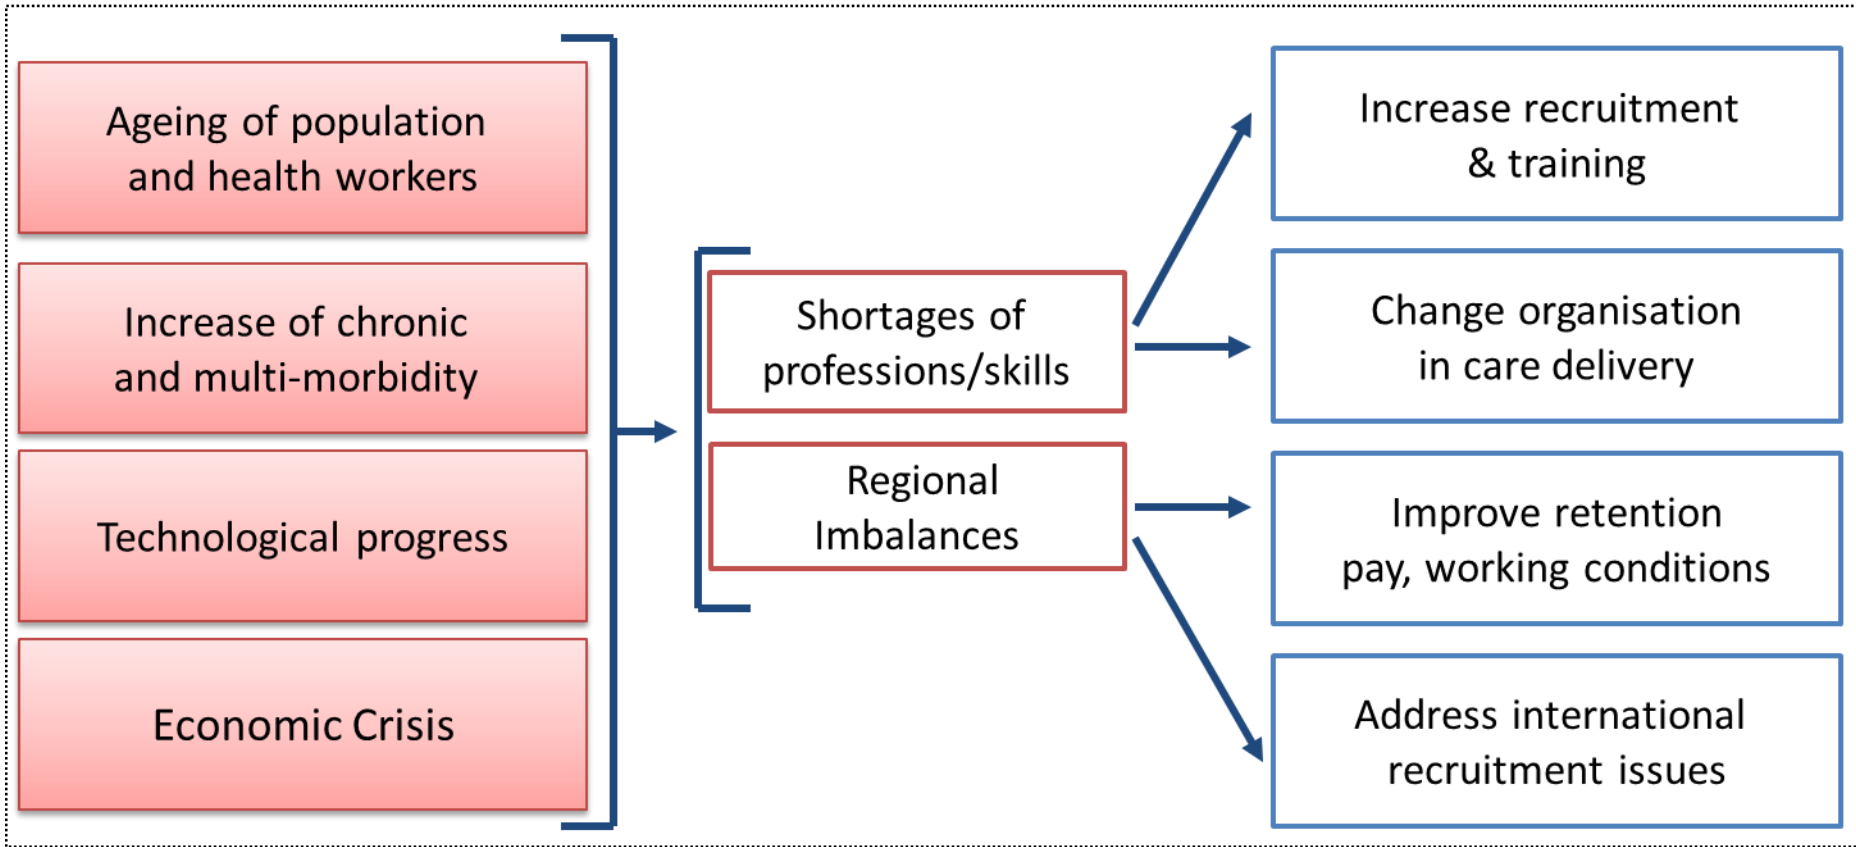 Ageing of population
and health workers
Increase of chronic
and multi-morbidity
Technological progress
Economic Crisis
Shortages of
professions/skills
Regional
Imbalances
Increase recruitment
& training
Change organisation
in care delivery
Improve retention
pay, working conditions
Address international
recruitment issues